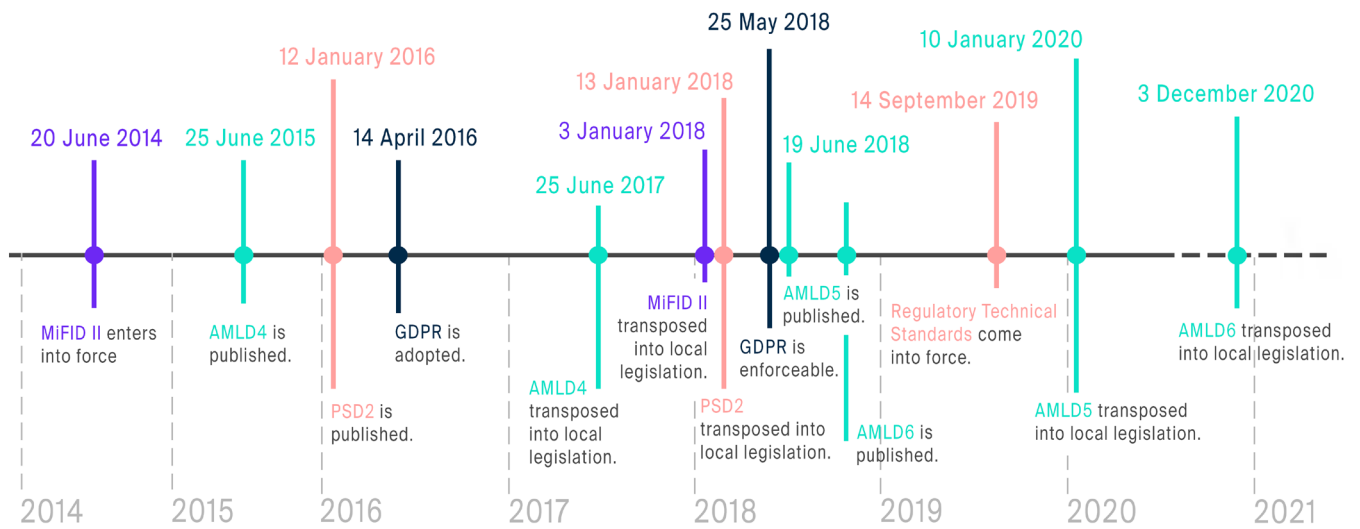 25 May 2018
12 January 2016
10 January 2020
13 January 2018
14 September 2019
3 December 2020
20 June 2014
25 June 2015
14 April 2016
3 January 2018
19 June 2018
25 June 2017
MiFID II enters
into force
AMLD4 is
published.
PSD2 is
published.
GDPR is
adopted.
AMLD4
transposed
into local
legislation.
MiFID II
transposed
into local
legislation.
PSD2
transposed into
local legislation.
GDPR is
enforceable.
AMLD5 is
published.
AMLD6 is
published.
Regulatory Technical
Standards come
into force.
AMLD5 transposed
into local legislation.
AMLD6 transposed
into local legislation.
2014
2015
2016
2017
2018
2019
2020
2021